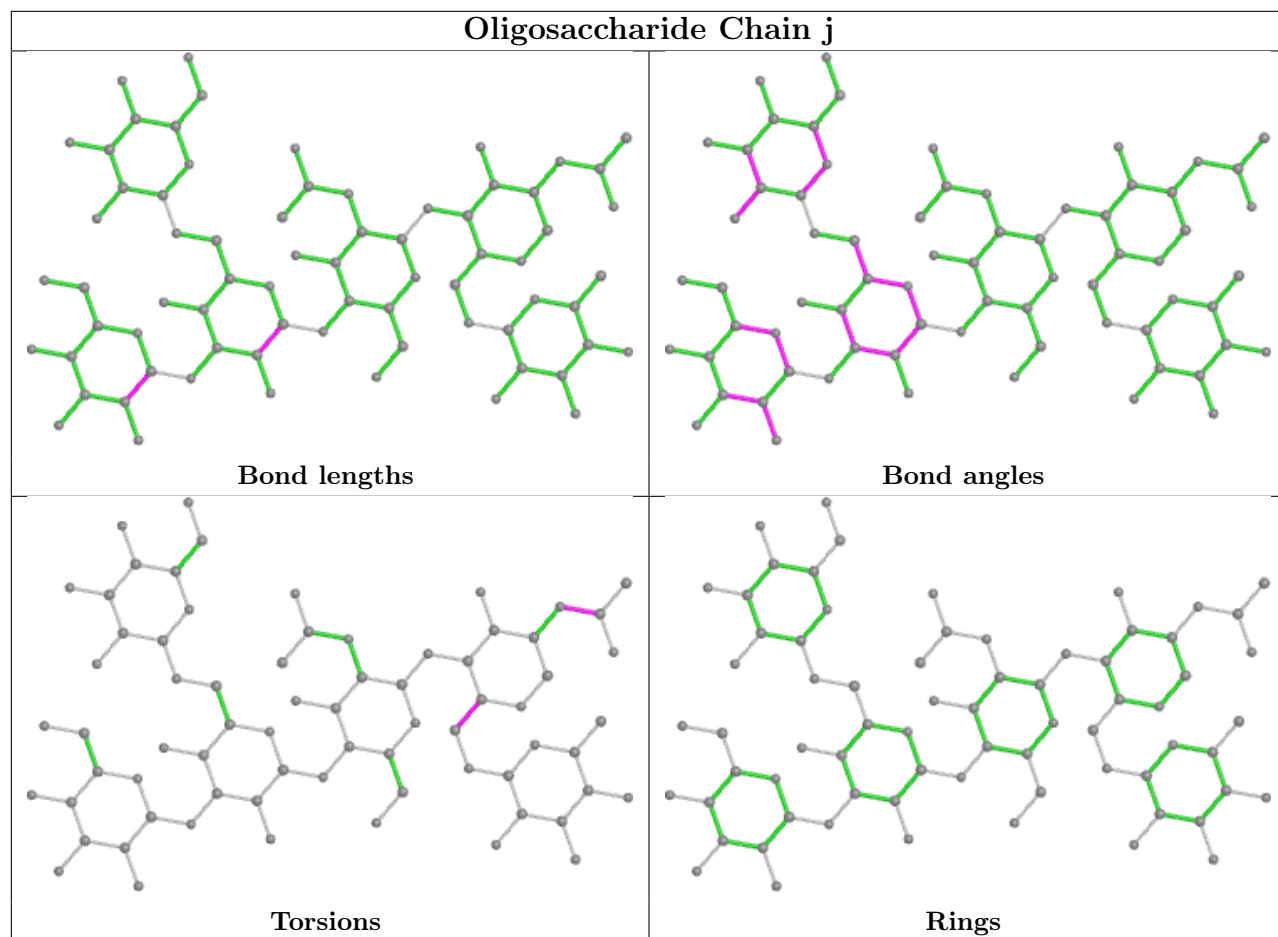 Oligosaccharide Chain j
Bond lengths
Bond angles
Torsions
Rings